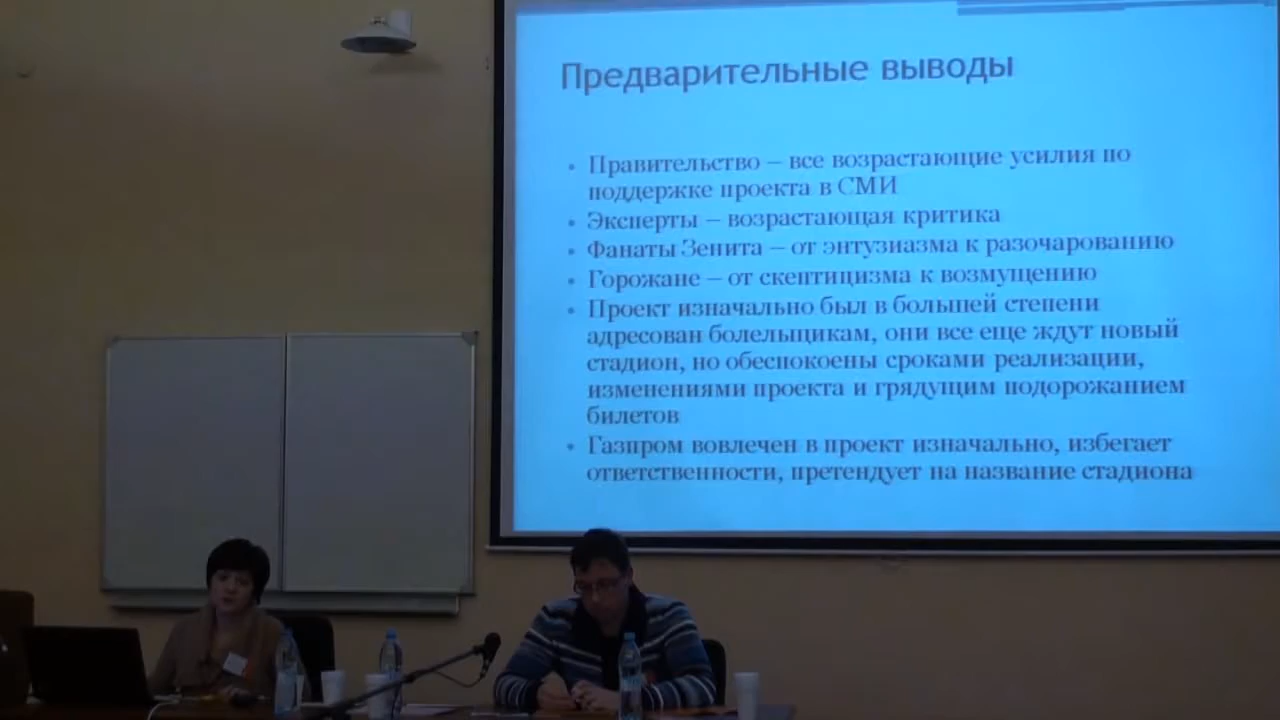 Предварительные выводы
• Правительство – все возрастающие усилия по
поддержке проекта в СМИ
• Эксперты – возрастающая критика
• Фанаты Зенита – от энтузиазма к разочарованию
• Горожане – от скептицизма к возмущению
• Проект изначально был в большей степени
адресован болельщикам, они все еще ждут новый
стадион, но обеспокоены сроками реализации,
изменениями проекта и грядущим подорожанием
билетов
• Газпром вовлечен в проект изначально, избегает
ответственности, претендует на название стадиона